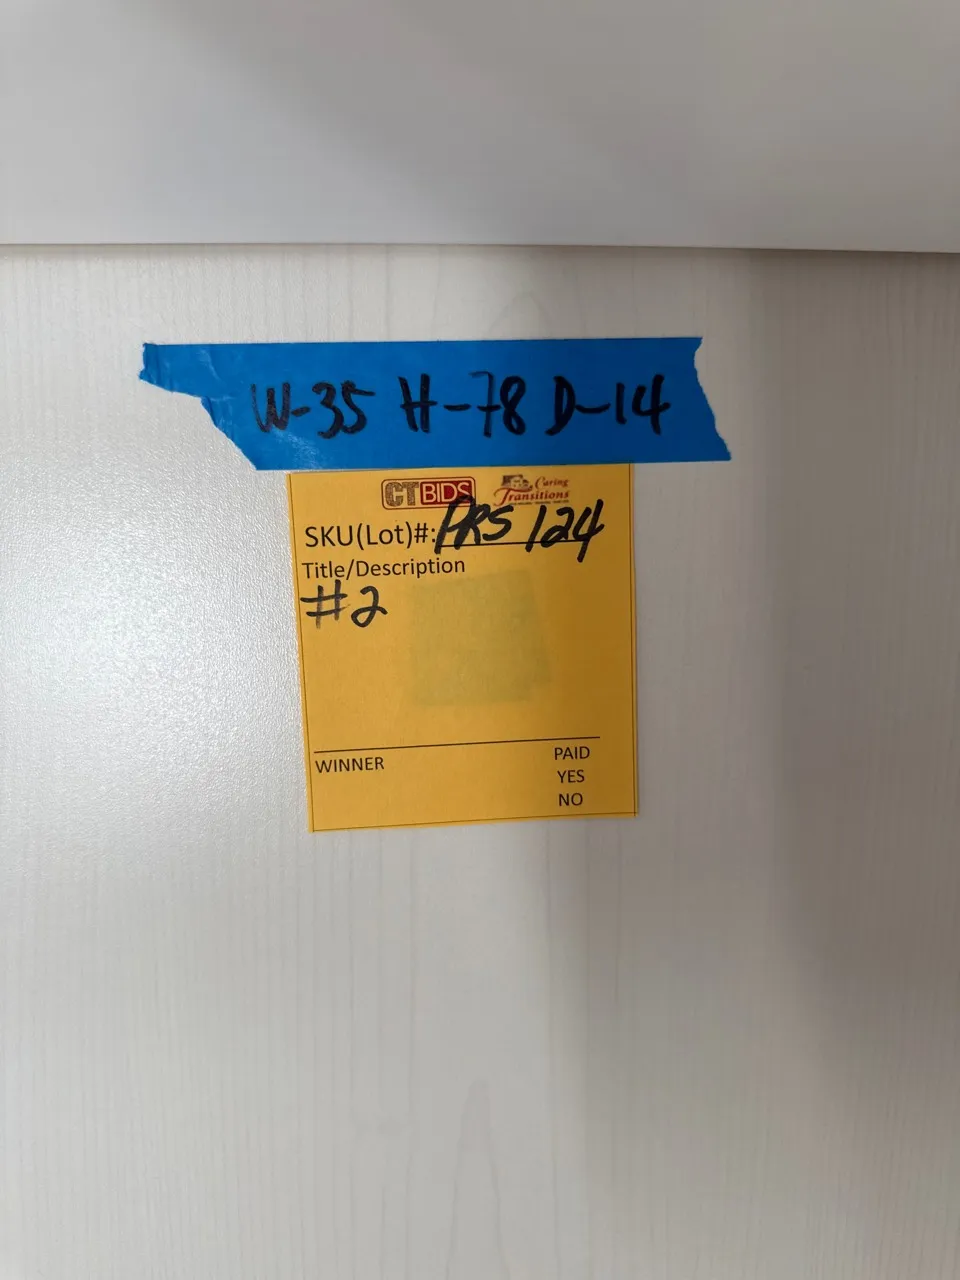 W-35 H-78 D-14
CTBIDS Caring Transitions
SKU(Lot)#: PRS 124
Title/Description
#2
WINNER PAID
YES
NO